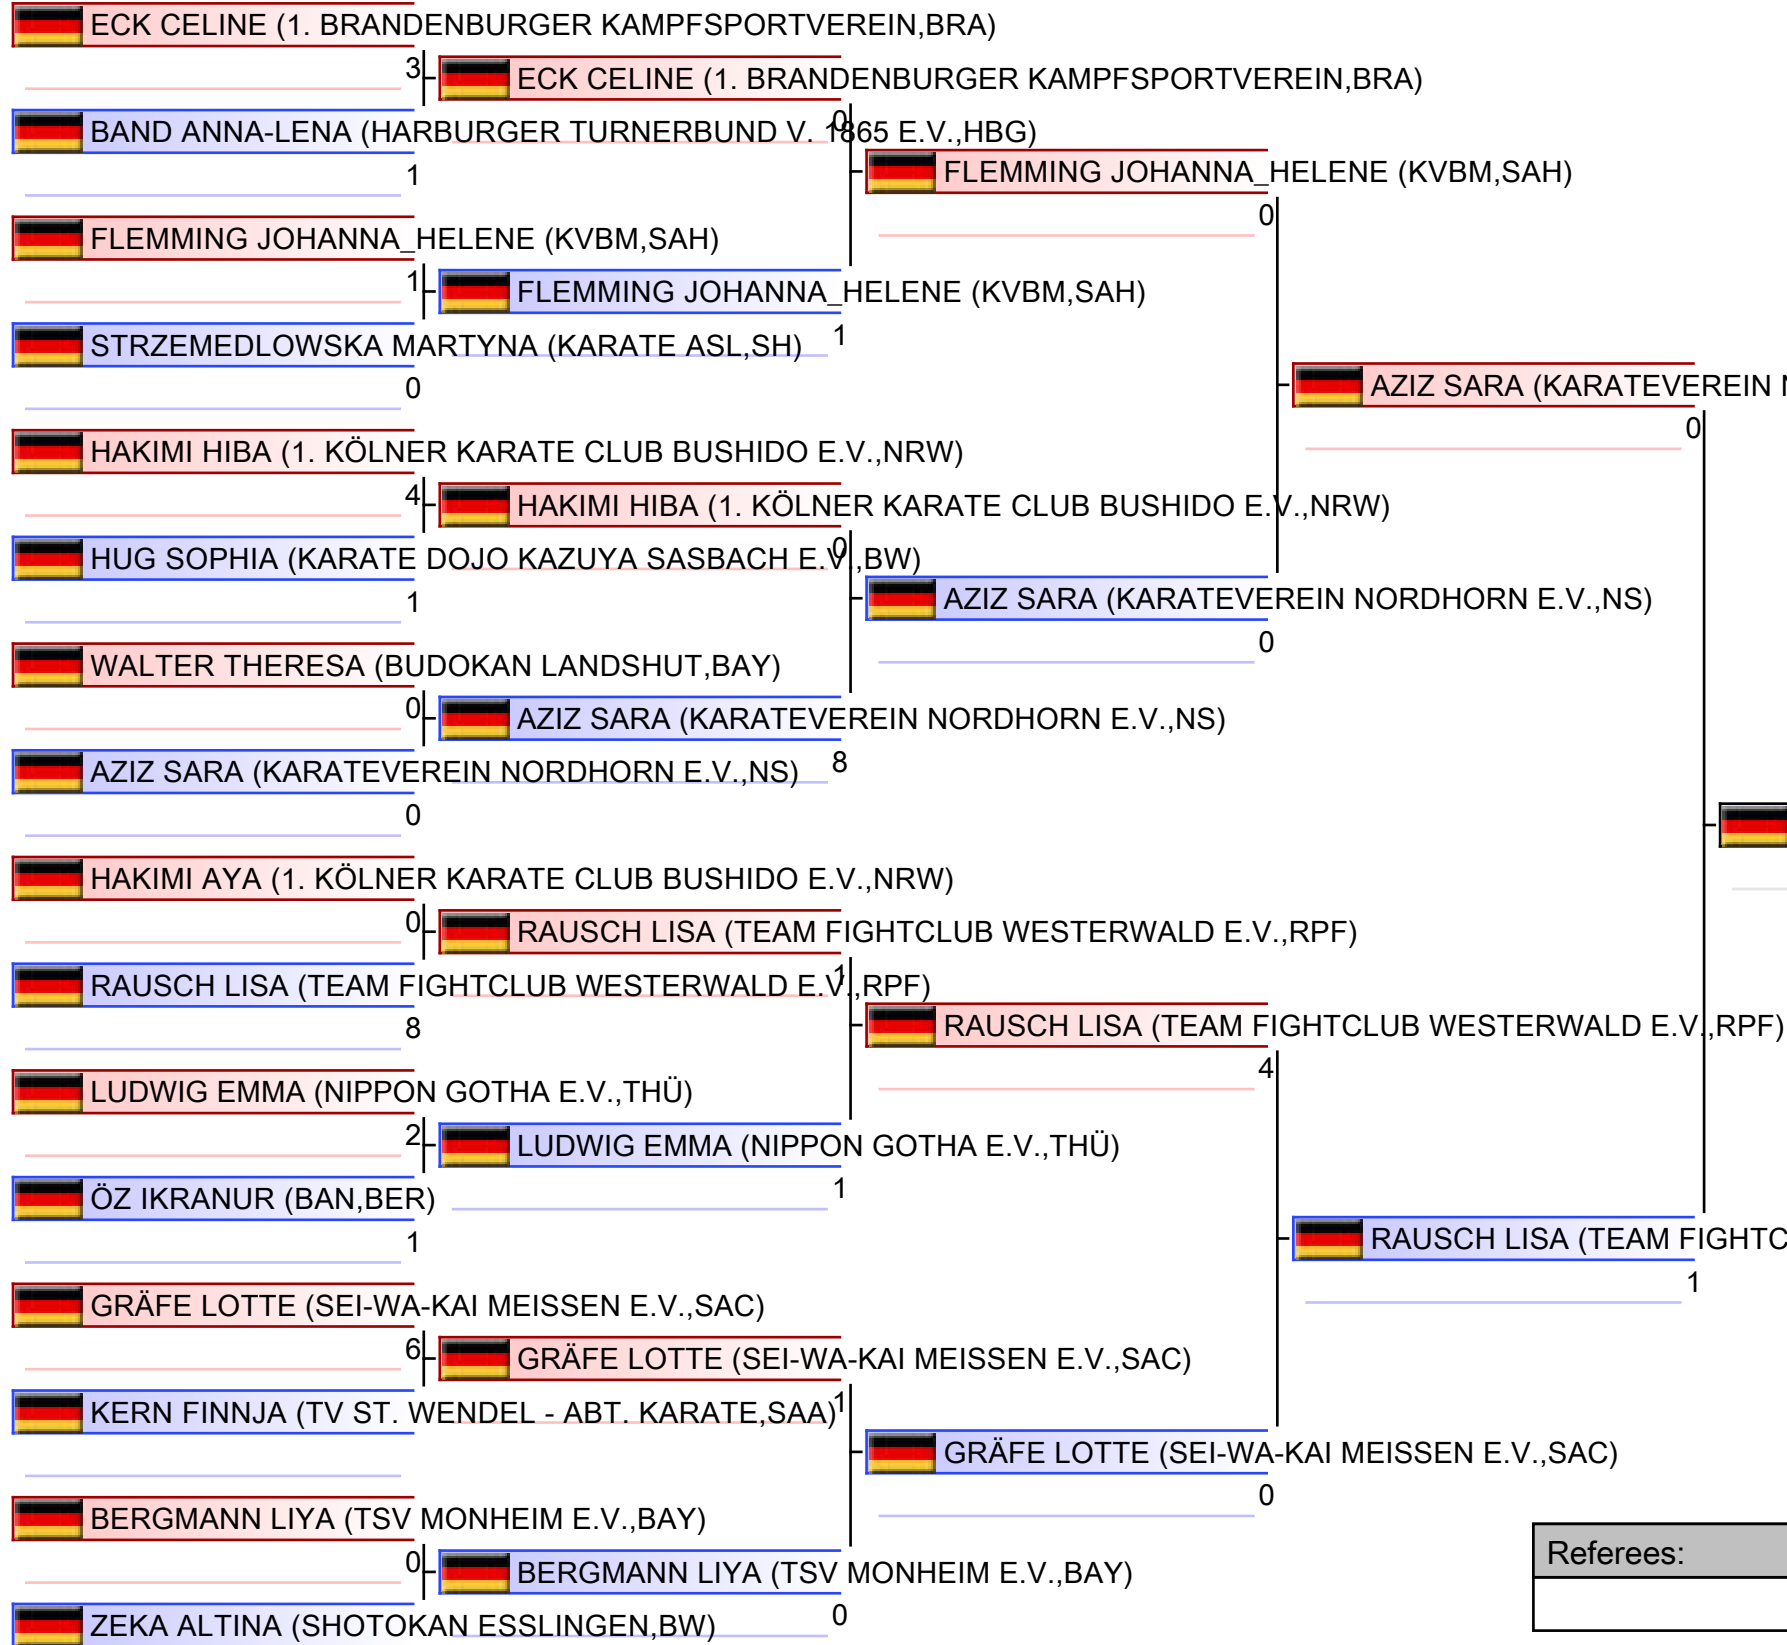 ECK CELINE (1. BRANDENBURGER KAMPFSPORTVEREIN,BRA)
3
ECK CELINE (1. BRANDENBURGER KAMPFSPORTVEREIN,BRA)
0
BAND ANNA-LENA (HARBURGER TURNERBUND V. 1865 E.V.,HBG)
1
FLEMMING JOHANNA_HELENE (KVBM,SAH)
0
FLEMMING JOHANNA_HELENE (KVBM,SAH)
1
FLEMMING JOHANNA_HELENE (KVBM,SAH)
1
STRZEMEDLOWSKA MARTYNA (KARATE ASL,SH)
0
AZIZ SARA (KARATEVEREIN
0
HAKIMI HIBA (1. KÖLNER KARATE CLUB BUSHIDO E.V.,NRW)
4
HAKIMI HIBA (1. KÖLNER KARATE CLUB BUSHIDO E.V.,NRW)
0
HUG SOPHIA (KARATE DOJO KAZUYA SASBACH E.V.,BW)
1
AZIZ SARA (KARATEVEREIN NORDHORN E.V.,NS)
0
WALTER THERESA (BUDOKAN LANDSHUT,BAY)
0
AZIZ SARA (KARATEVEREIN NORDHORN E.V.,NS)
8
AZIZ SARA (KARATEVEREIN NORDHORN E.V.,NS)
0
HAKIMI AYA (1. KÖLNER KARATE CLUB BUSHIDO E.V.,NRW)
0
RAUSCH LISA (TEAM FIGHTCLUB WESTERWALD E.V.,RPF)
1
RAUSCH LISA (TEAM FIGHTCLUB WESTERWALD E.V.,RPF)
8
RAUSCH LISA (TEAM FIGHTCLUB WESTERWALD E.V.,RPF)
4
LUDWIG EMMA (NIPPON GOTHA E.V.,THÜ)
2
LUDWIG EMMA (NIPPON GOTHA E.V.,THÜ)
1
ÖZ IKRANUR (BAN,BER)
1
RAUSCH LISA (TEAM
1
GRÄFE LOTTE (SEI-WA-KAI MEISSEN E.V.,SAC)
6
GRÄFE LOTTE (SEI-WA-KAI MEISSEN E.V.,SAC)
1
KERN FINNJA (TV ST. WENDEL - ABT. KARATE,SAA)
GRÄFE LOTTE (SEI-WA-KAI MEISSEN E.V.,SAC)
0
BERGMANN LIYA (TSV MONHEIM E.V.,BAY)
0
BERGMANN LIYA (TSV MONHEIM E.V.,BAY)
0
ZEKA ALTINA (SHOTOKAN ESSLINGEN,BW)
Referees: